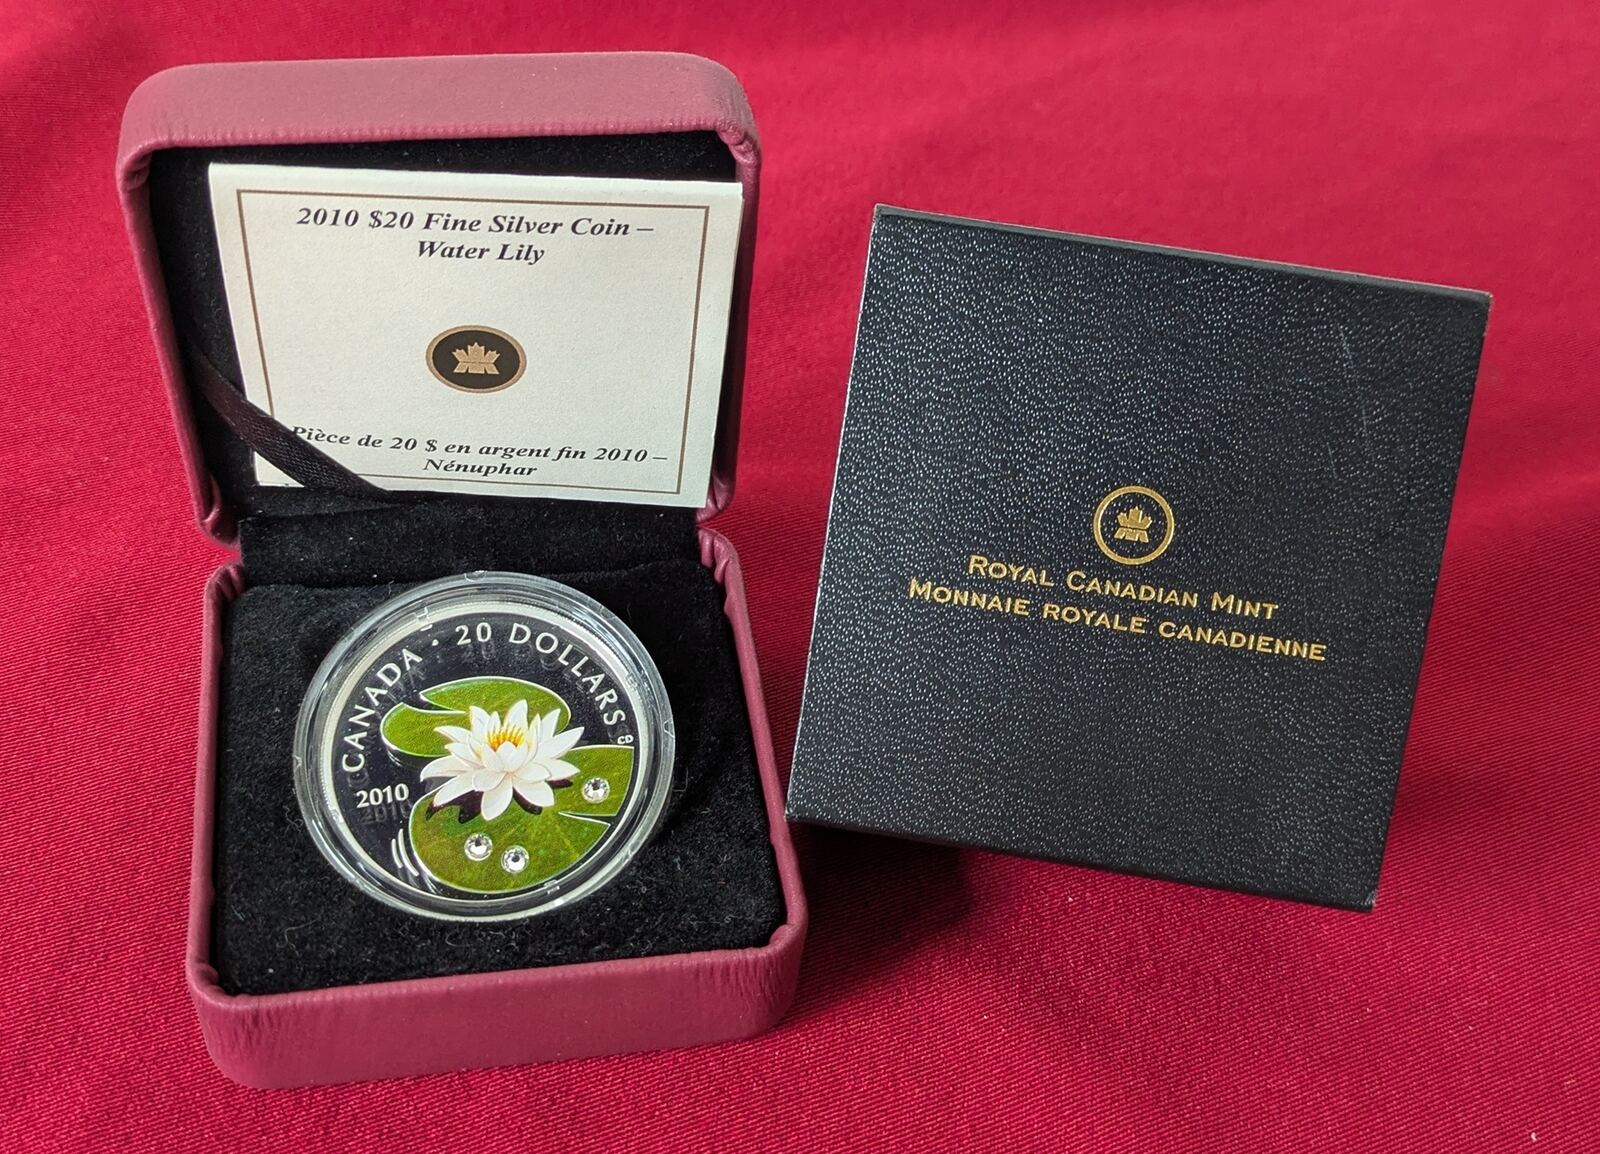 2010 $20 Fine Silver Coin –
Water Lily
Pièce de 20 $ en argent fin 2010 –
Nénuphar
CANADA · 20 DOLLARS
CD
2010
ROYAL CANADIAN MINT
MONNAIE ROYALE CANADIENNE